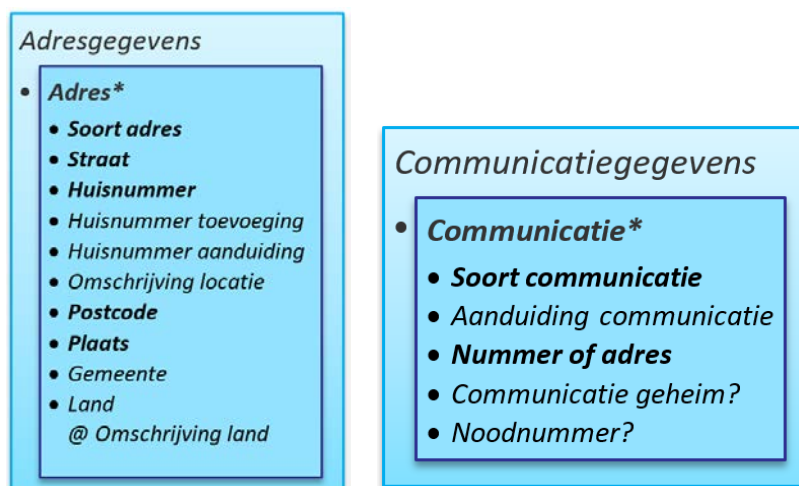 Adresgegevens
• Adres*
• Soort adres
• Straat
• Huisnummer
• Huisnummer toevoeging
• Huisnummer aanduiding
• Omschrijving locatie
• Postcode
• Plaats
• Gemeente
• Land
@ Omschrijving land
Communicatiegegevens
• Communicatie*
• Soort communicatie
• Aanduiding communicatie
• Nummer of adres
• Communicatie geheim?
• Noodnummer?